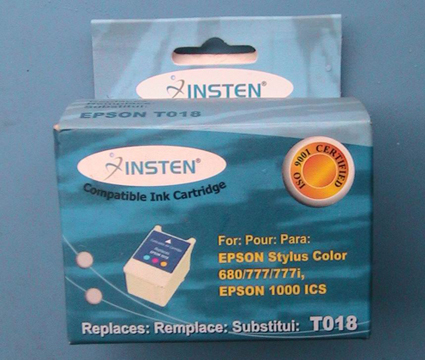 INSTEN®
Substitui:
EPSON T018
INSTEN®
Compatible Ink Cartridge
ISO 9001 CERTIFIED
For: Pour: Para:
EPSON Stylus Color
680/777/777i,
EPSON 1000 ICS
Replaces: Remplace: Substitui: T018